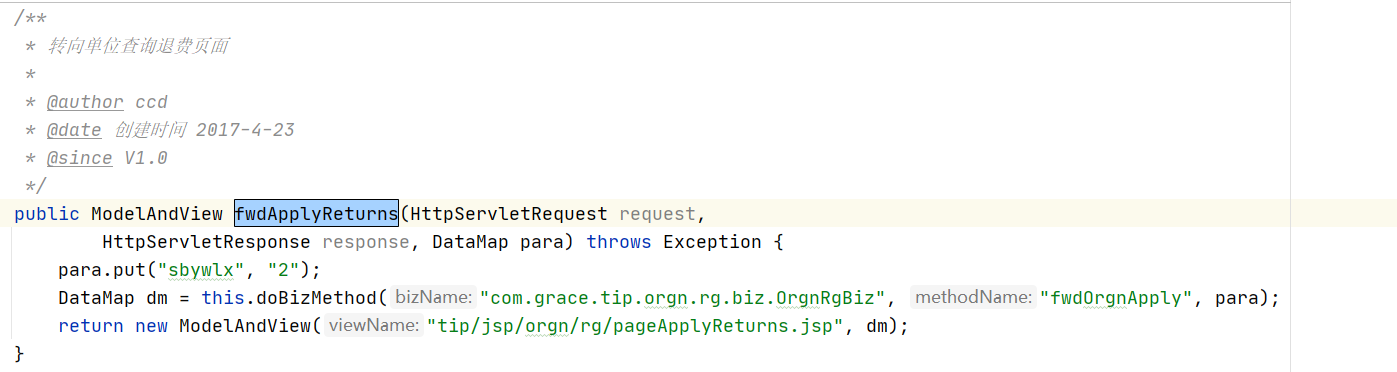 /**
 * 转向单位查询退费页面
 *
 * @author ccd
 * @date 创建时间 2017-4-23
 * @since V1.0
 */
public ModelAndView fwdApplyReturns(HttpServletRequest request,
        HttpServletResponse response, DataMap para) throws Exception {
    para.put("sbywlx", "2");
    DataMap dm = this.doBizMethod( bizName: "com.grace.tip.orgn.rg.biz.OrgnRgBiz", methodName: "fwdOrgnApply", para);
    return new ModelAndView( viewName: "tip/jsp/orgn/rg/pageApplyReturns.jsp", dm);
}